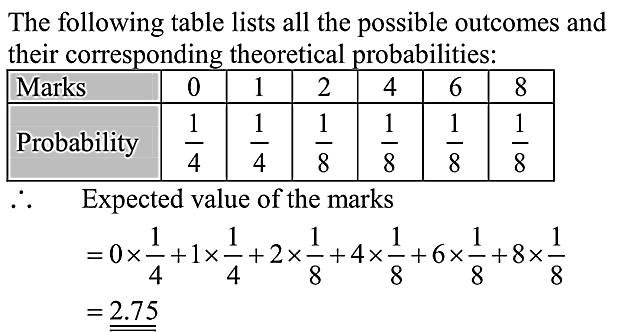 The following table lists all the possible outcomes and
their corresponding theoretical probabilities:
Marks 0 1 2 4 6 8
Probability 1/4 1/4 1/8 1/8 1/8 1/8
∴ Expected value of the marks
= 0 × 1/4 + 1 × 1/4 + 2 × 1/8 + 4 × 1/8 + 6 × 1/8 + 8 × 1/8
= 2.75